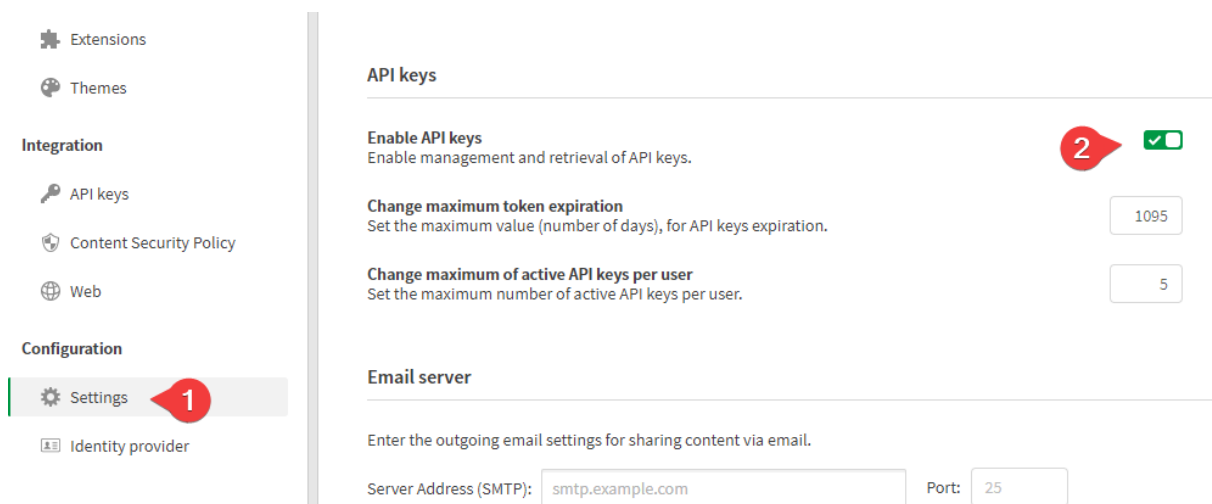 Extensions
Themes
Integration
API keys
Content Security Policy
Web
Configuration
Settings
1
Identity provider
API keys
Enable API keys
Enable management and retrieval of API keys.
2
Change maximum token expiration
Set the maximum value (number of days), for API keys expiration.
1095
Change maximum of active API keys per user
Set the maximum number of active API keys per user.
5
Email server
Enter the outgoing email settings for sharing content via email.
Server Address (SMTP): smtp.example.com Port: 25